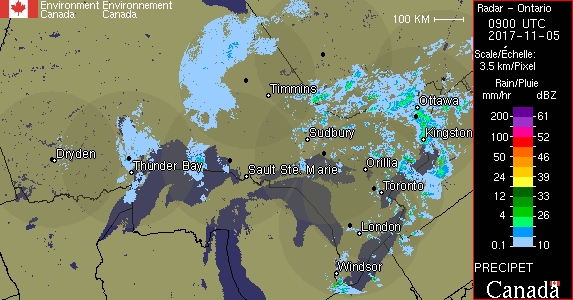 Environment Environnement
Canada Canada
100 KM
Timmins
Ottawa
Sudbury
Kingston
Dryden
Thunder Bay
Sault Ste. Marie
Orillia
Toronto
London
Windsor
Radar - Ontario
0900 UTC
2017-11-05
Scale/Échelle:
3.5 km/Pixel
Rain/Pluie
mm/hr dBZ
200 61
100 52
50 46
24 39
12 33
4 26
0.1 10
PRECIPET
Canada